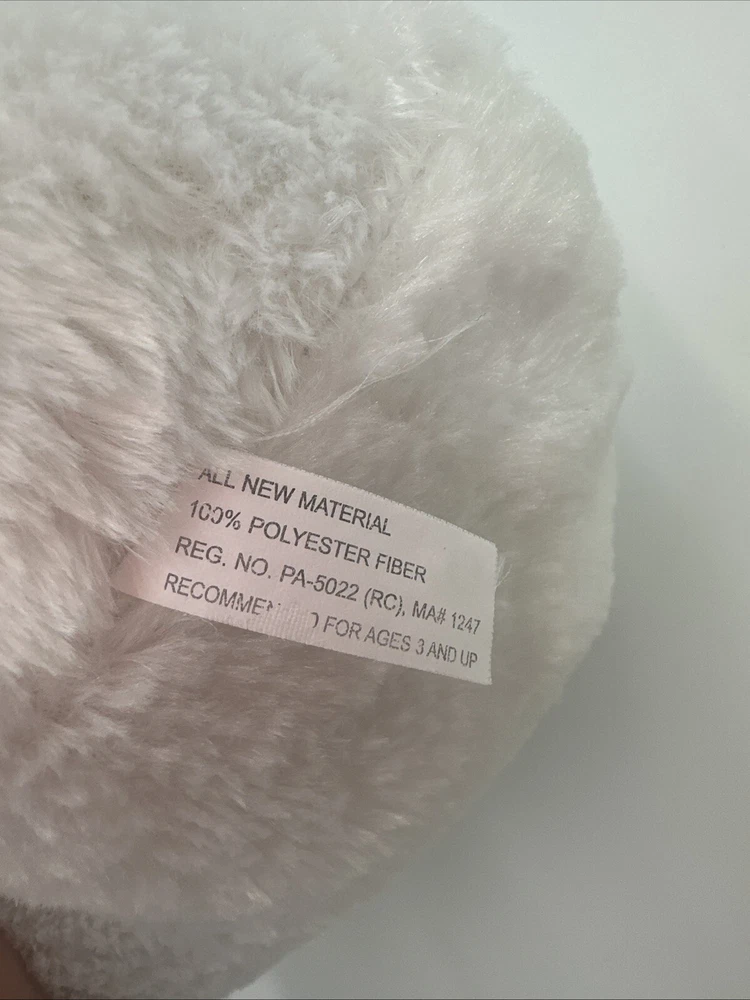 ALL NEW MATERIAL
100% POLYESTER FIBER
REG. NO. PA-5022 (RC), MA# 1247
FOR AGES 3 AND UP